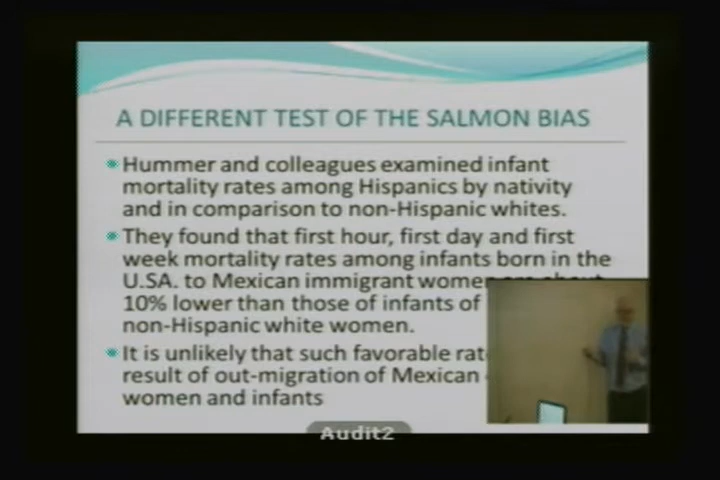 A DIFFERENT TEST OF THE SALMON BIAS
Hummer and colleagues examined infant
mortality rates among Hispanics by nativity
and in comparison to non-Hispanic whites.
They found that first hour, first day and first
week mortality rates among infants born in the
U.SA. to Mexican immigrant women are about
10% lower than those of infants of
non-Hispanic white women.
It is unlikely that such favorable
result of out-migration of Mexican
women and infants
Audit2